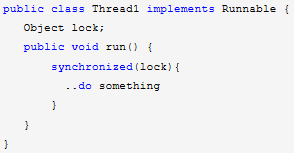 public class Thread1 implements Runnable {
Object lock;
public void run() {
synchronized(lock){
..do something
}
}
}